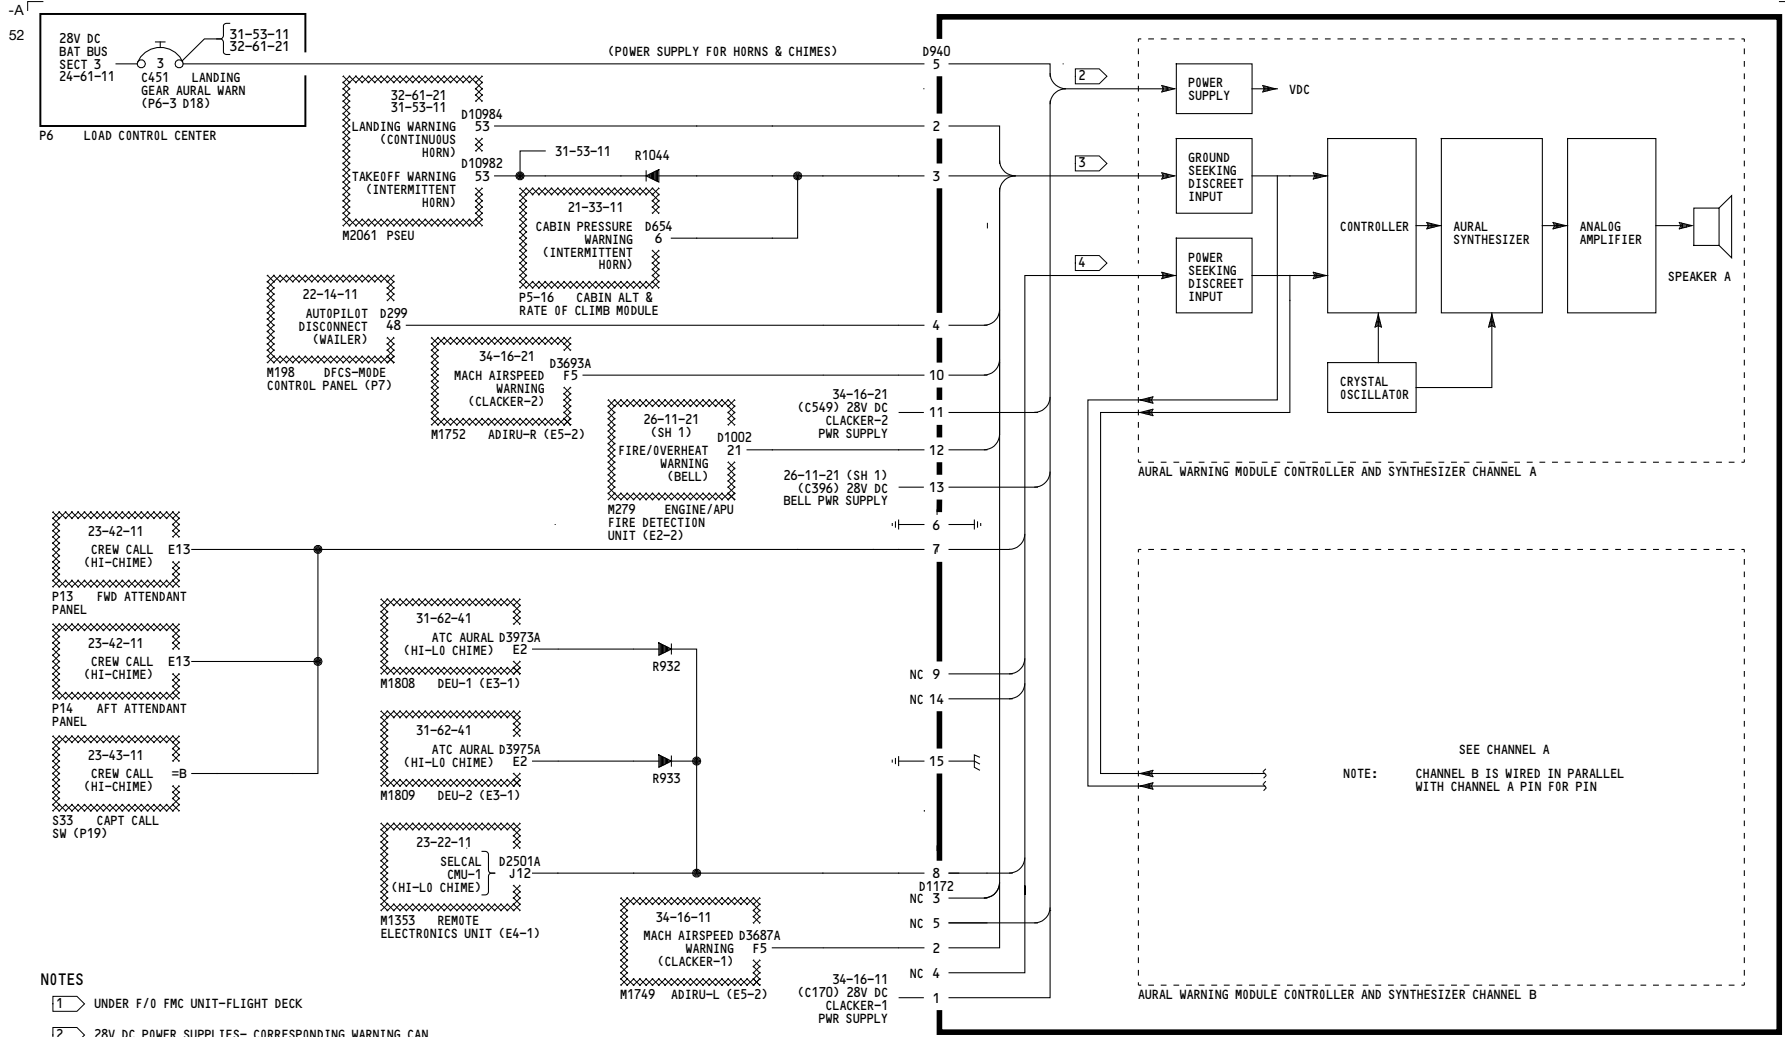 -A
52
28V DC
BAT BUS
SECT 3
24-61-11
3
C451 LANDING
GEAR AURAL WARN
(P6-3 D18)
31-53-11
32-61-21
P6 LOAD CONTROL CENTER
(POWER SUPPLY FOR HORNS & CHIMES)
D940
5
32-61-21
31-53-11
D10984
LANDING WARNING 53
(CONTINUOUS
HORN)
D10982
TAKEOFF WARNING 53
(INTERMITTENT
HORN)
M2061 PSEU
2
31-53-11
R1044
3
21-33-11
CABIN PRESSURE D654
WARNING 6
(INTERMITTENT
HORN)
P5-16 CABIN ALT &
RATE OF CLIMB MODULE
22-14-11
AUTOPILOT D299
DISCONNECT 48
(WAILER)
M198 DFCS-MODE
CONTROL PANEL (P7)
4
34-16-21
D3693A
MACH AIRSPEED F5
WARNING
(CLACKER-2)
M1752 ADIRU-R (E5-2)
10
34-16-21
(C549) 28V DC
CLACKER-2
PWR SUPPLY
11
26-11-21
(SH 1)
D1002
FIRE/OVERHEAT 21
WARNING
(BELL)
M279 ENGINE/APU
FIRE DETECTION
UNIT (E2-2)
12
26-11-21 (SH 1)
(C396) 28V DC
BELL PWR SUPPLY
13
6
23-42-11
CREW CALL E13
(HI-CHIME)
P13 FWD ATTENDANT
PANEL
7
23-42-11
CREW CALL E13
(HI-CHIME)
P14 AFT ATTENDANT
PANEL
23-43-11
CREW CALL =B
(HI-CHIME)
S33 CAPT CALL
SW (P19)
31-62-41
ATC AURAL D3973A
(HI-LO CHIME) E2
M1808 DEU-1 (E3-1)
R932
NC 9
NC 14
31-62-41
ATC AURAL D3975A
(HI-LO CHIME) E2
M1809 DEU-2 (E3-1)
R933
15
23-22-11
SELCAL D2501A
CMU-1 J12
(HI-LO CHIME)
M1353 REMOTE
ELECTRONICS UNIT (E4-1)
8
D1172
NC 3
NC 5
34-16-11
MACH AIRSPEED D3687A
WARNING F5
(CLACKER-1)
M1749 ADIRU-L (E5-2)
2
NC 4
34-16-11
(C170) 28V DC
CLACKER-1
PWR SUPPLY
1
2
POWER
SUPPLY
VDC
3
GROUND
SEEKING
DISCREET
INPUT
4
POWER
SEEKING
DISCREET
INPUT
CONTROLLER
AURAL
SYNTHESIZER
ANALOG
AMPLIFIER
SPEAKER A
CRYSTAL
OSCILLATOR
AURAL WARNING MODULE CONTROLLER AND SYNTHESIZER CHANNEL A
SEE CHANNEL A
NOTE: CHANNEL B IS WIRED IN PARALLEL
WITH CHANNEL A PIN FOR PIN
AURAL WARNING MODULE CONTROLLER AND SYNTHESIZER CHANNEL B
NOTES
1 UNDER F/O FMC UNIT-FLIGHT DECK
2 28V DC POWER SUPPLIES- CORRESPONDING WARNING CAN